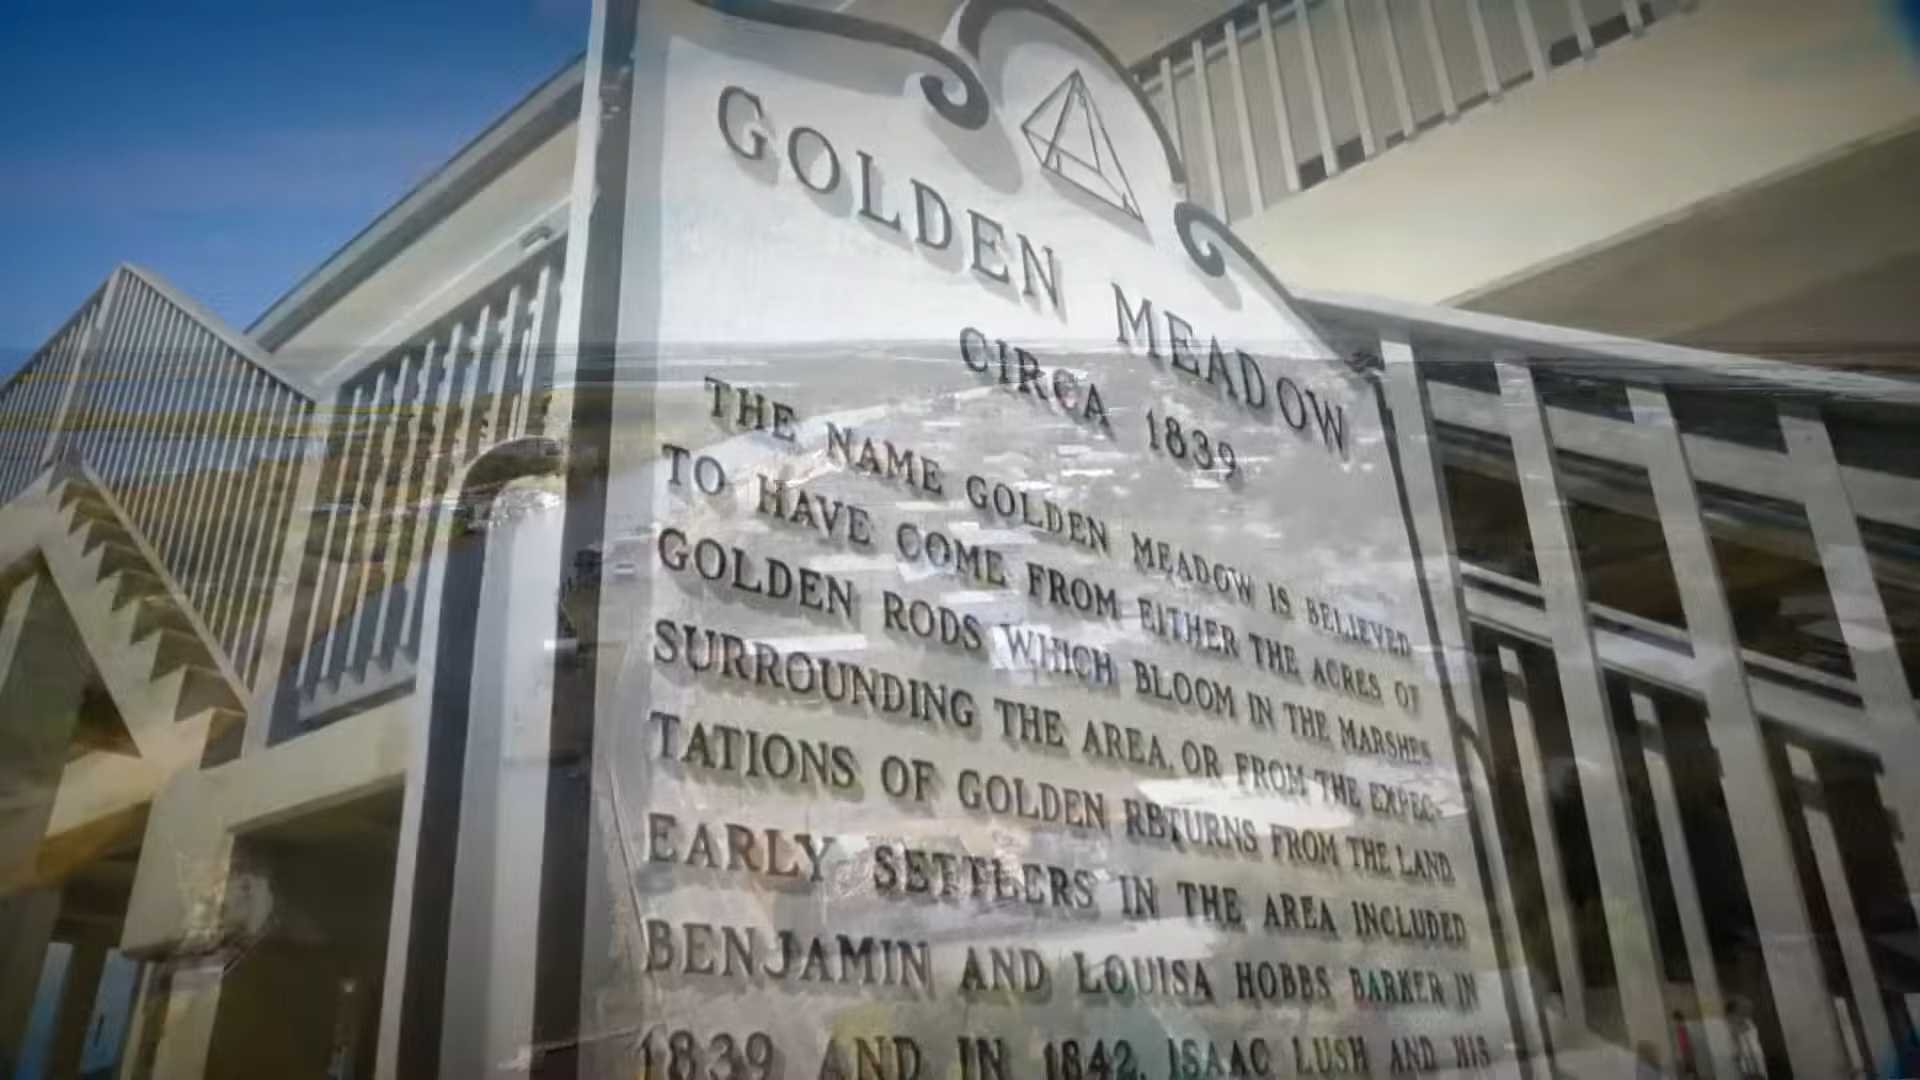 GOLDEN MEADOW
CIRCA 1839
THE NAME GOLDEN MEADOW IS BELIEVED
TO HAVE COME FROM EITHER THE ACRES OF
GOLDEN RODS WHICH BLOOM IN THE MARSHES
SURROUNDING THE AREA, OR FROM THE EXPEC-
TATIONS OF GOLDEN RETURNS FROM THE LAND.
EARLY SETTLERS IN THE AREA INCLUDED
BENJAMIN AND LOUISA HOBBS BARKER IN
1839 AND IN 1842, ISAAC LUSH AND HIS